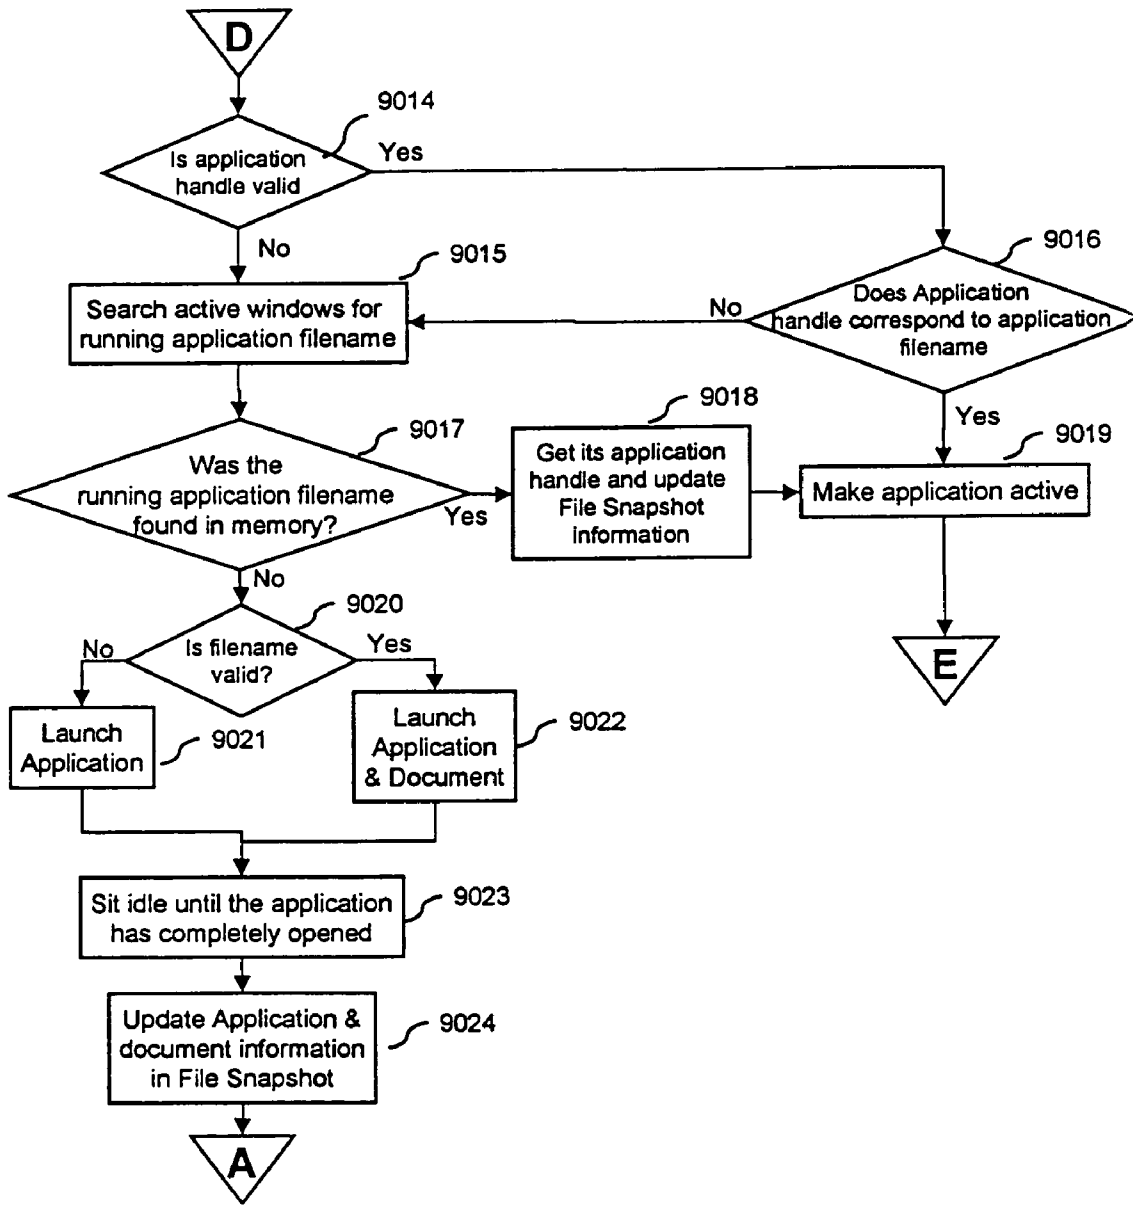 D
9014
Is application
handle valid
Yes
No
9015
Search active windows for
running application filename
9016
Does Application
handle correspond to application
filename
No
Yes
9017
Was the
running application filename
found in memory?
Yes
No
9018
Get its application
handle and update
File Snapshot
information
9019
Make application active
E
9020
Is filename
valid?
No
Yes
Launch
Application
9021
Launch
Application
& Document
9022
Sit idle until the application
has completely opened
9023
Update Application &
document information
in File Snapshot
9024
A